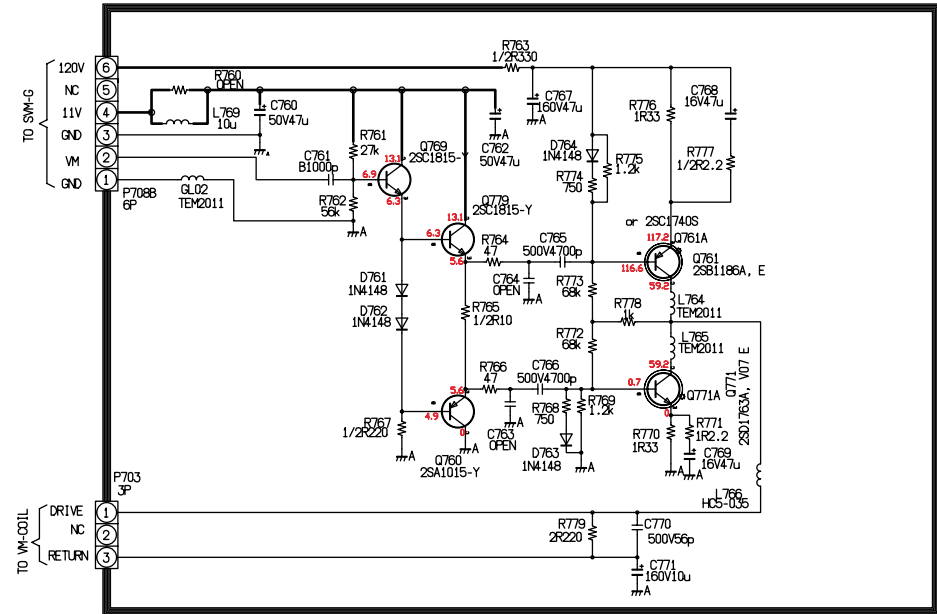 TO SVM-G
120V 6
NC 5
11V 4
GND 3
VM 2
GND 1
P708B
6P
R760
OPEN
L769
10u
C760
50V47u
A
GL02
TEM2011
C761
B1000p
R761
27k
R762
56k
A
Q769
2SC1815-
13.1
6.9
6.3
C762
50V47u
A
R763
1/2R330
C767
160V47u
A
Q779
2SC1815-Y
13.1
6.3
5.6
D761
1N4148
D762
1N4148
R764
47
C764
OPEN
A
C765
500V4700p
R765
1/2R10
D764
1N4148
R774
750
R775
1.2k
R776
1R33
C768
16V47u
R777
1/2R2.2
or 2SC1740S
117.2
Q761A
116.6
Q761
2SB1186A, E
59.2
L764
TEM2011
R773
68k
R778
1k
R772
68k
L765
TEM2011
59.2
0.7
Q771A
0
Q771
2SD1763A, V07 E
R766
47
C766
500V4700p
C763
OPEN
A
R768
750
R769
1.2k
D763
1N4148
A
R770
1R33
A
R771
1R2.2
C769
16V47u
A
R767
1/2R220
A
5.6
4.9
0
A
Q760
2SA1015-Y
L766
HC5-035
P703
3P
TO VM-COIL
DRIVE 1
NC 2
RETURN 3
R779
2R220
C770
500V56p
C771
160V10u
A